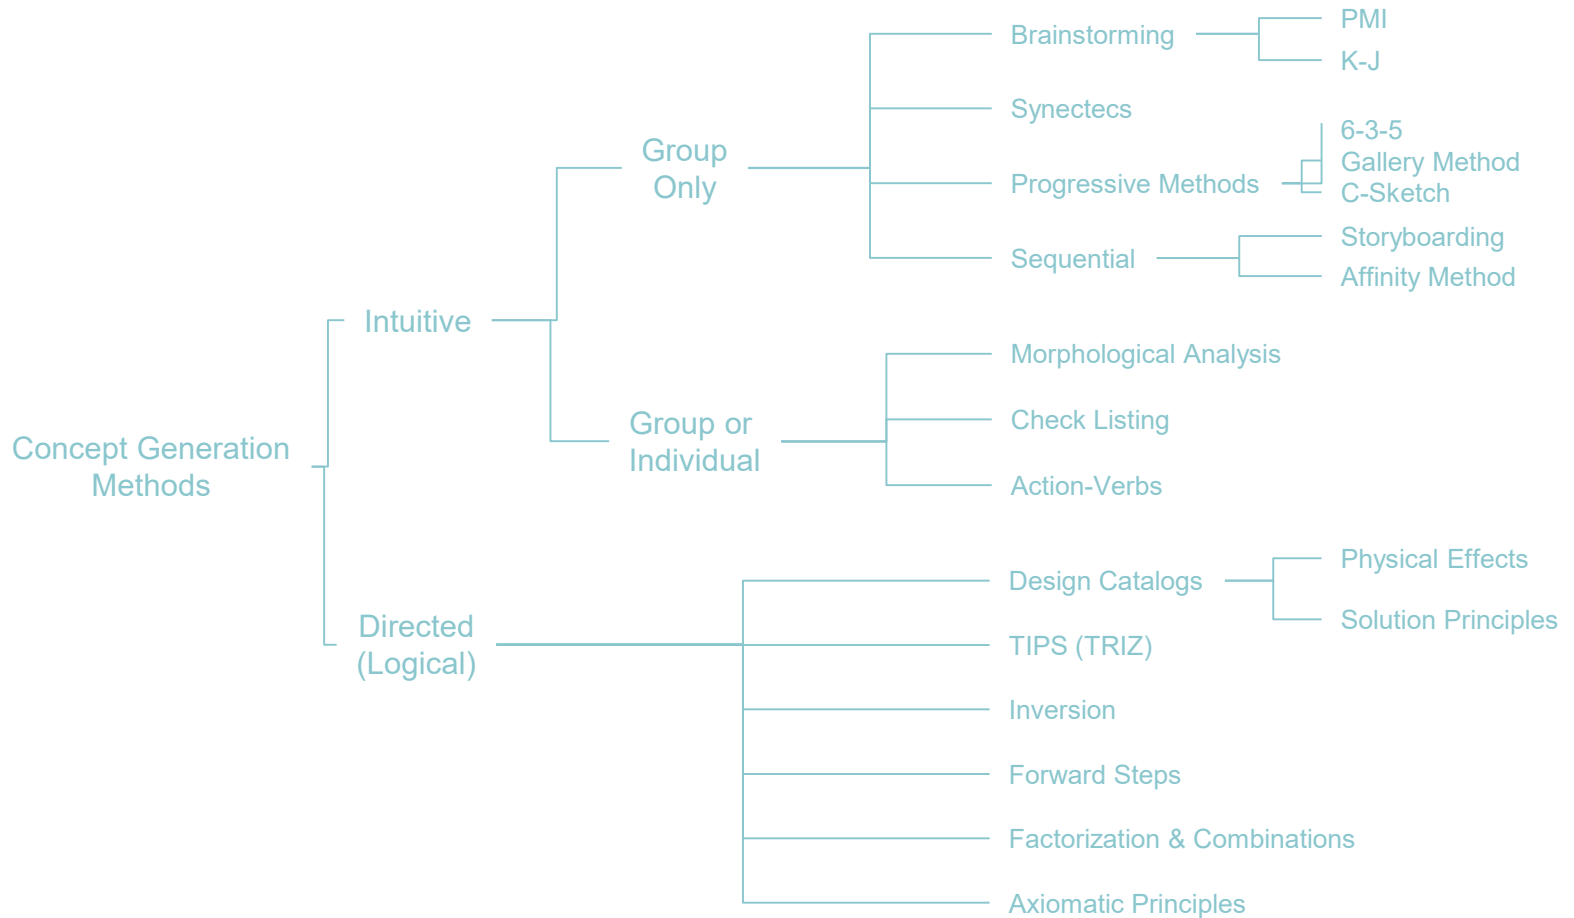 Concept Generation
Methods
Intuitive
Group
Only
Brainstorming
PMI
K-J
Synectecs
Progressive Methods
6-3-5
Gallery Method
C-Sketch
Sequential
Storyboarding
Affinity Method
Group or
Individual
Morphological Analysis
Check Listing
Action-Verbs
Directed
(Logical)
Design Catalogs
Physical Effects
Solution Principles
TIPS (TRIZ)
Inversion
Forward Steps
Factorization & Combinations
Axiomatic Principles